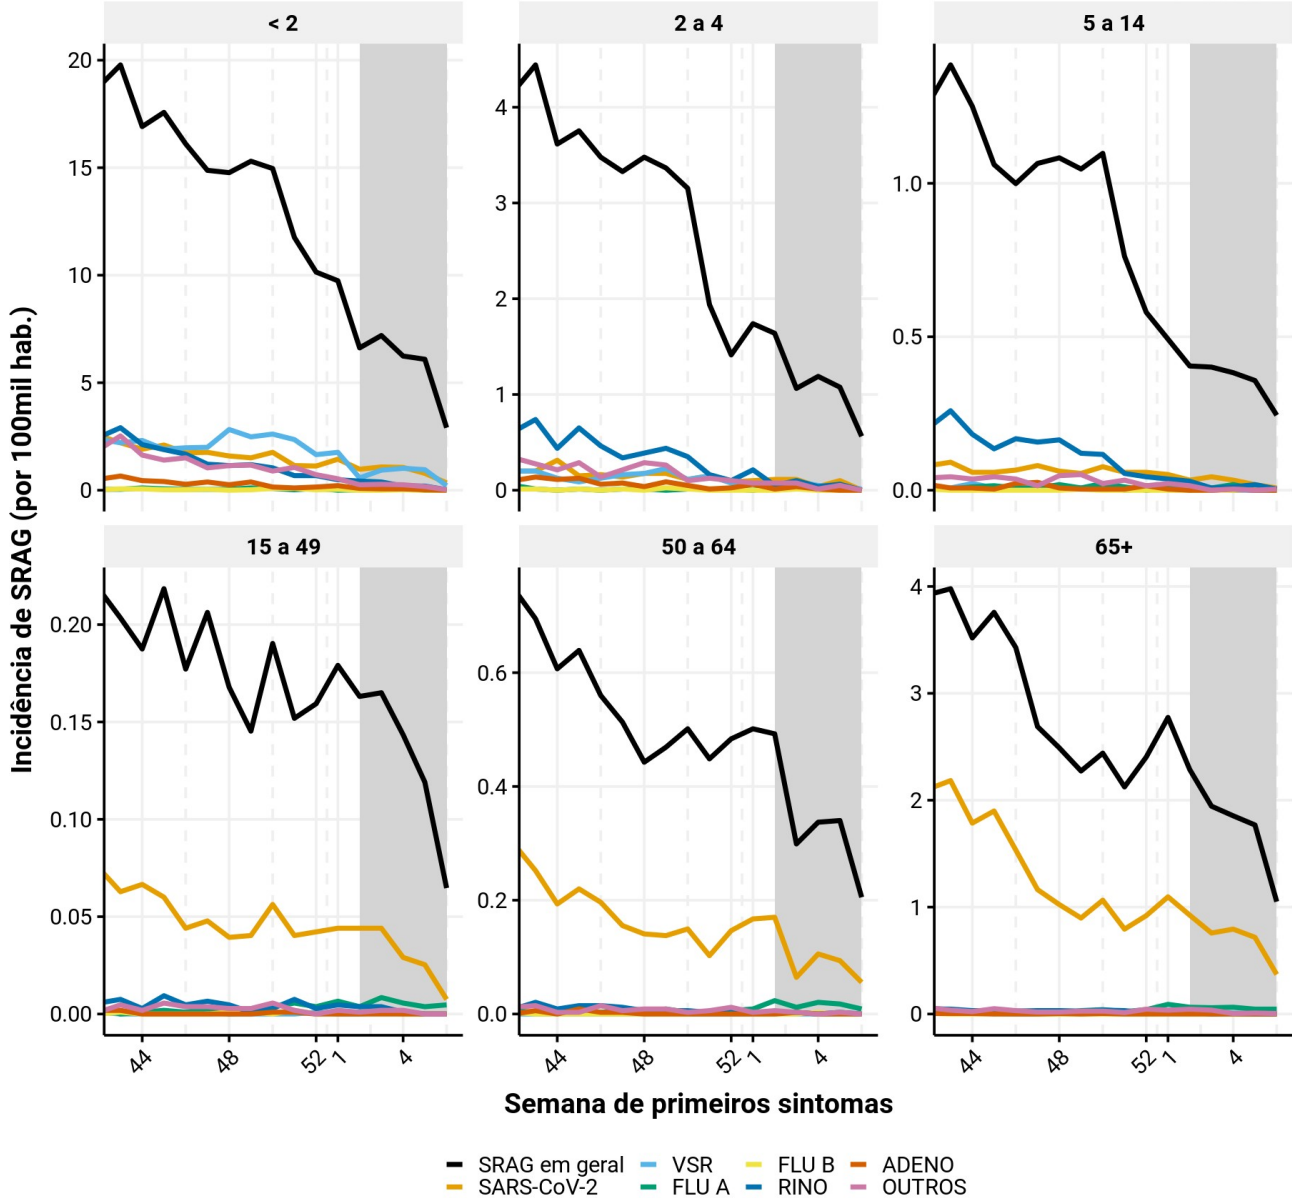 < 2
2 a 4
5 a 14
20
15
10
5
0
4
3
2
1
0
1.0
0.5
0.0
Incidência de SRAG (por 100mil hab.)
15 a 49
50 a 64
65+
0.20
0.15
0.10
0.05
0.00
0.6
0.4
0.2
0.0
4
3
2
1
0
44 48 52 1 4
44 48 52 1 4
44 48 52 1 4
Semana de primeiros sintomas
SRAG em geral VSR FLU B ADENO
SARS-CoV-2 FLU A RINO OUTROS